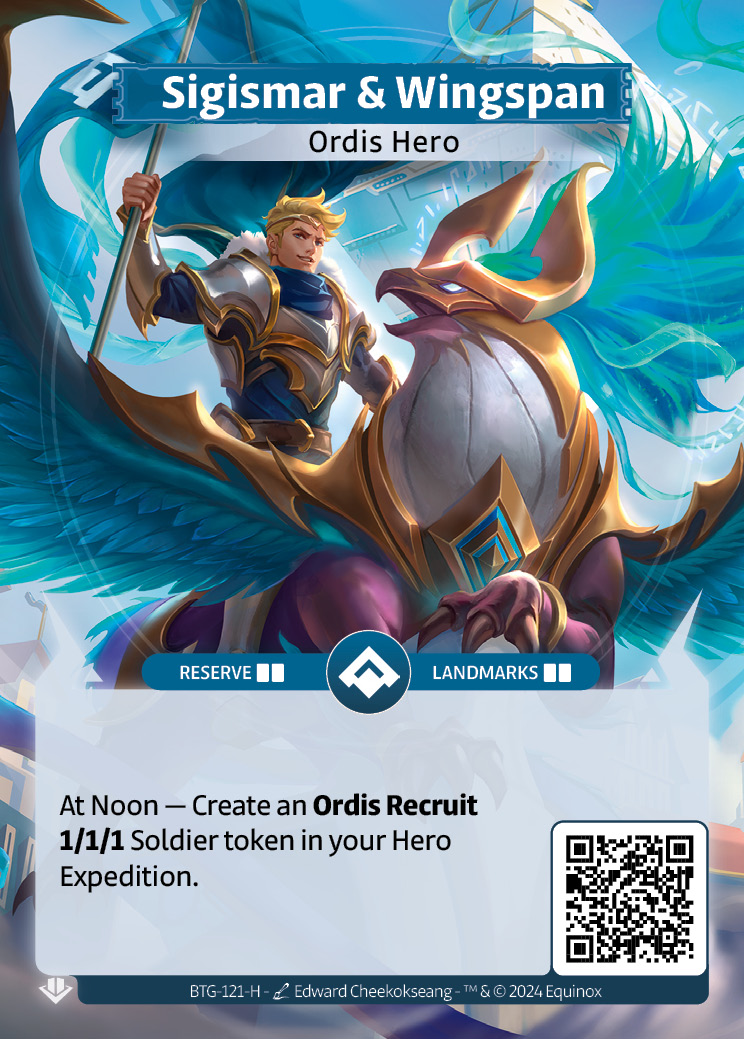 Sigismar & Wingspan
Ordis Hero
RESERVE
LANDMARKS
At Noon — Create an Ordis Recruit
1/1/1 Soldier token in your Hero
Expedition.
BTG-121-H - Edward Cheekokseang - ™ & © 2024 Equinox